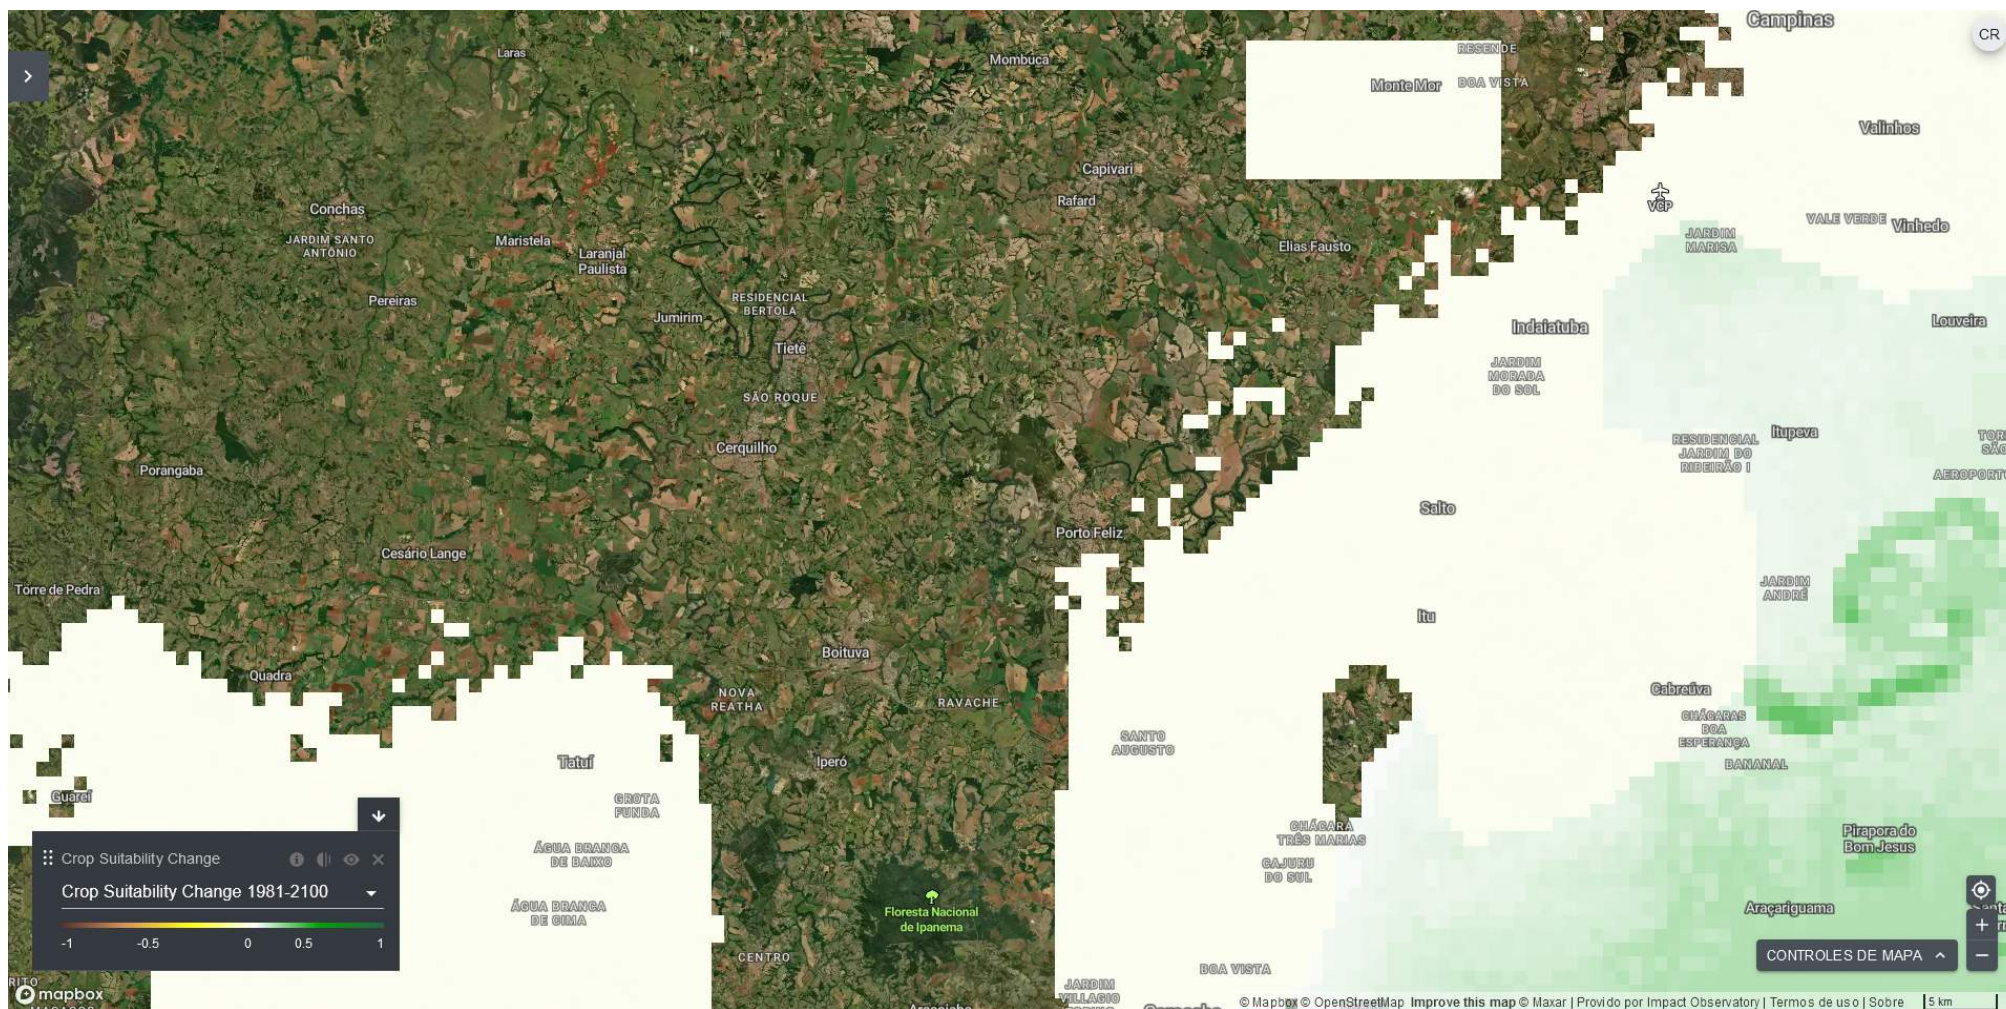 Campinas
CR
RESENDE
Laras
Mombuca
Monte Mor
BOA VISTA
Valinhos
Capivari
Rafard
VCP
Conchas
JARDIM SANTO
ANTÔNIO
Maristela
Laranjal
Paulista
Elias Fausto
JARDIM
MARISA
VALE VERDE
Vinhedo
Pereiras
RESIDENCIAL
BERTOLA
Jumirim
Indaiatuba
Louveira
Tietê
JARDIM
MORADA
DO SOL
SÃO ROQUE
Cerquilho
RESIDENCIAL
JARDIM DO
RIBEIRÃO I
Itupeva
Porangaba
AEROPORTO
Salto
Porto Feliz
Cesário Lange
Torre de Pedra
JARDIM
ANDRÉ
Itu
Boituva
Quadra
NOVA
REATHA
RAVACHE
Cabreúva
CHÁCARAS
BOA
ESPERANÇA
SANTO
AUGUSTO
BANANAL
Tatuí
Iperó
Guareí
GROTA
FUNDA
CHÁCARA
TRÊS MARIAS
Pirapora do
Bom Jesus
ÁGUA BRANCA
DE BAIXO
CAJURU
DO SUL
Crop Suitability Change
Crop Suitability Change 1981-2100
-1 -0.5 0 0.5 1
ÁGUA BRANCA
DE CIMA
Floresta Nacional
de Ipanema
Araçariguama
CENTRO
BOA VISTA
CONTROLES DE MAPA
mapbox
JARDIM
VILLAGIO
© Mapbox © OpenStreetMap Improve this map © Maxar | Provido por Impact Observatory | Termos de uso | Sobre
5 km